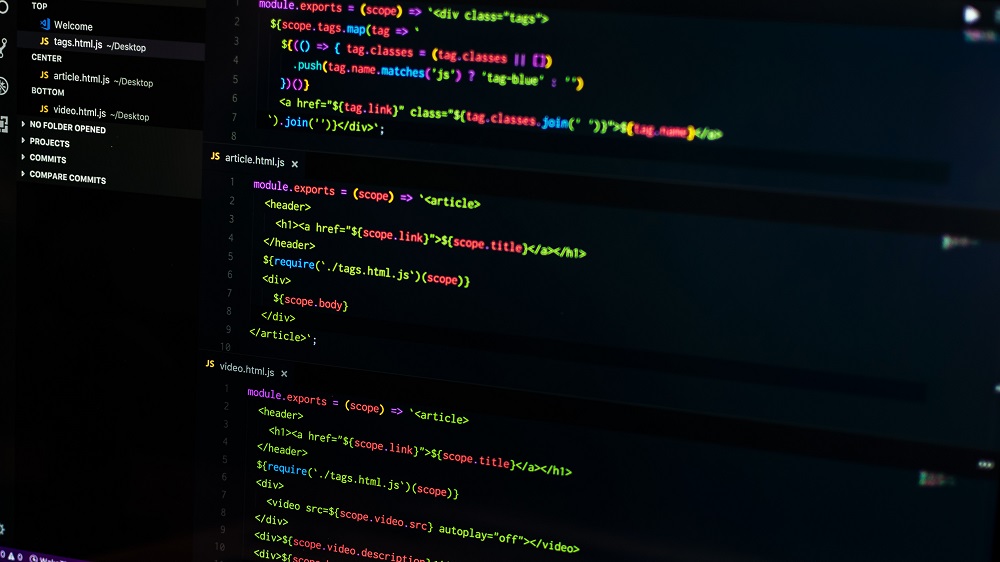 TOP
Welcome
tags.html.js ~/Desktop
CENTER
article.html.js ~/Desktop
BOTTOM
video.html.js ~/Desktop
NO FOLDER OPENED
PROJECTS
COMMITS
COMPARE COMMITS
1 module.exports = (scope) => `<div class="tags">
2 ${scope.tags.map(tag => `
3 ${(() => { tag.classes = (tag.classes || [])
4 .push(tag.name.matches('js') ? 'tag-blue' : '')
5 })()}
6 <a href="${tag.link}" class="${tag.classes.join(' ')}">${tag.name}</a>
7 `).join('')}</div>`;
8
JS article.html.js ×
1 module.exports = (scope) => `<article>
2 <header>
3 <h1><a href="${scope.link}">${scope.title}</a></h1>
4 </header>
5 ${require(`./tags.html.js`)(scope)}
6 <div>
7 ${scope.body}
8 </div>
9 </article>`;
10
JS video.html.js ×
1 module.exports = (scope) => `<article>
2 <header>
3 <h1><a href="${scope.link}">${scope.title}</a></h1>
4 </header>
5 ${require(`./tags.html.js`)(scope)}
6 <div>
7 <video src=${scope.video.src} autoplay="off"></video>
8 </div>
9 <div>${scope.video.description}
10 <div>${scope.
0 0